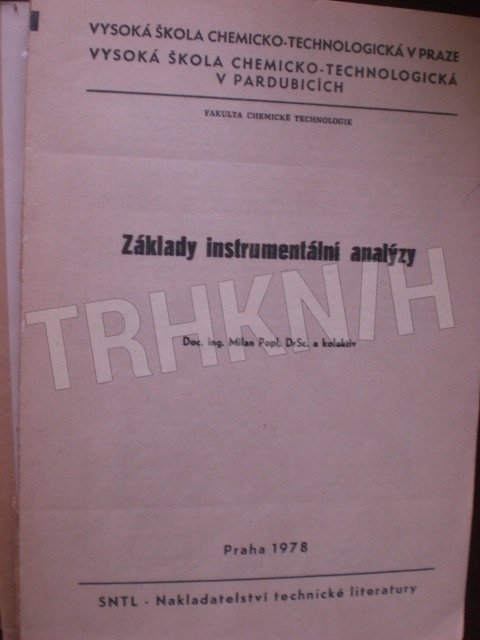 VYSOKÁ ŠKOLA CHEMICKO-TECHNOLOGICKÁ V PRAZE
VYSOKÁ ŠKOLA CHEMICKO-TECHNOLOGICKÁ
V PARDUBICÍCH
FAKULTA CHEMICKÉ TECHNOLOGIE
Základy instrumentální analýzy
TRHKNIH
Doc. ing. Milan Popl, DrSc. a kolektiv
Praha 1978
SNTL - Nakladatelství technické literatury